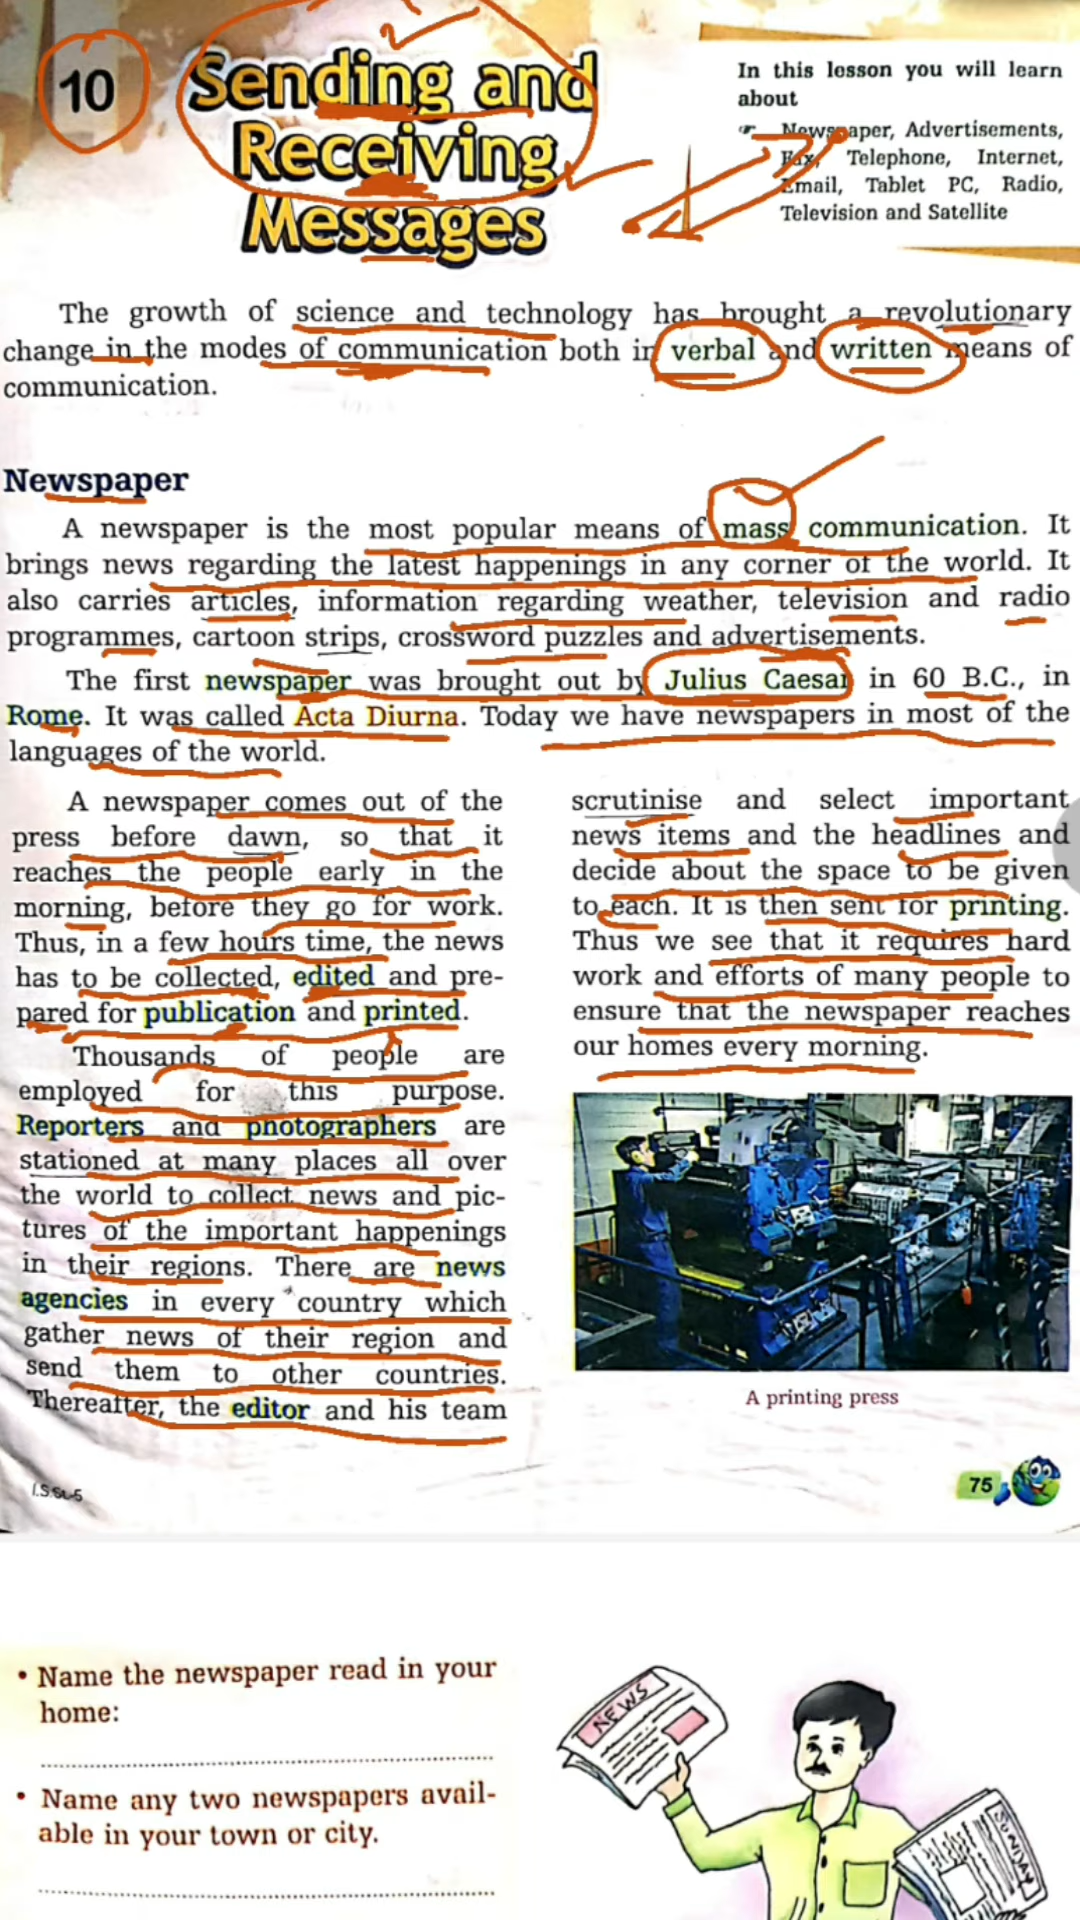 10
Sending and
Receiving
Messages
In this lesson you will learn
about
Newspaper, Advertisements,
Fax, Telephone, Internet,
Email, Tablet PC, Radio,
Television and Satellite
The growth of science and technology has brought a revolutionary
change in the modes of communication both in verbal and written means of
communication.
Newspaper
A newspaper is the most popular means of mass communication. It
brings news regarding the latest happenings in any corner of the world. It
also carries articles, information regarding weather, television and radio
programmes, cartoon strips, crossword puzzles and advertisements.
The first newspaper was brought out by Julius Caesar in 60 B.C., in
Rome. It was called Acta Diurna. Today we have newspapers in most of the
languages of the world.
A newspaper comes out of the
press before dawn, so that it
reaches the people early in the
morning, before they go for work.
Thus, in a few hours time, the news
has to be collected, edited and pre-
pared for publication and printed.
Thousands of people are
employed for this purpose.
Reporters and photographers are
stationed at many places all over
the world to collect news and pic-
tures of the important happenings
in their regions. There are news
agencies in every country which
gather news of their region and
send them to other countries.
Thereafter, the editor and his team
scrutinise and select important
news items and the headlines and
decide about the space to be given
to each. It is then sent for printing.
Thus we see that it requires hard
work and efforts of many people to
ensure that the newspaper reaches
our homes every morning.
A printing press
I.S.St.-5
75
• Name the newspaper read in your
home:
• Name any two newspapers avail-
able in your town or city.
NEWS
SUNDAY